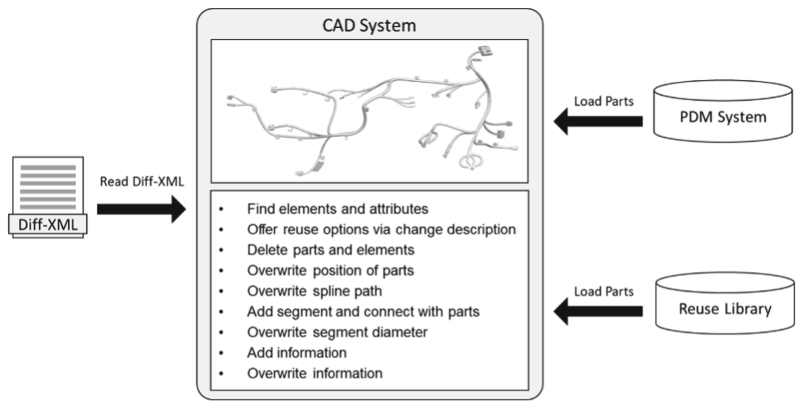 CAD System
Load Parts
PDM System
Read Diff-XML
Diff-XML
• Find elements and attributes
• Offer reuse options via change description
• Delete parts and elements
• Overwrite position of parts
• Overwrite spline path
• Add segment and connect with parts
• Overwrite segment diameter
• Add information
• Overwrite information
Load Parts
Reuse Library